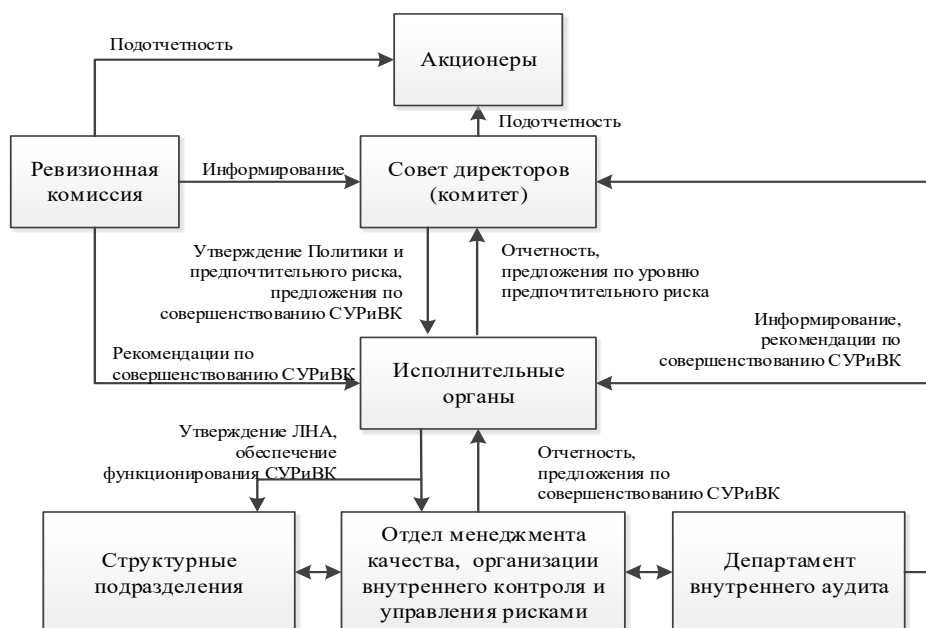 Подотчетность
Акционеры
Подотчетность
Ревизионная
комиссия
Информирование
Совет директоров
(комитет)
Утверждение Политики и
предпочтительного риска,
предложения по
совершенствованию СУРиВК
Отчетность,
предложения по уровню
предпочтительного риска
Информирование,
рекомендации по
совершенствованию СУРиВК
Рекомендации по
совершенствованию СУРиВК
Исполнительные
органы
Утверждение ЛНА,
обеспечение
функционирования СУРиВК
Отчетность,
предложения по
совершенствованию СУРиВК
Структурные
подразделения
Отдел менеджмента
качества, организации
внутреннего контроля и
управления рисками
Департамент
внутреннего аудита